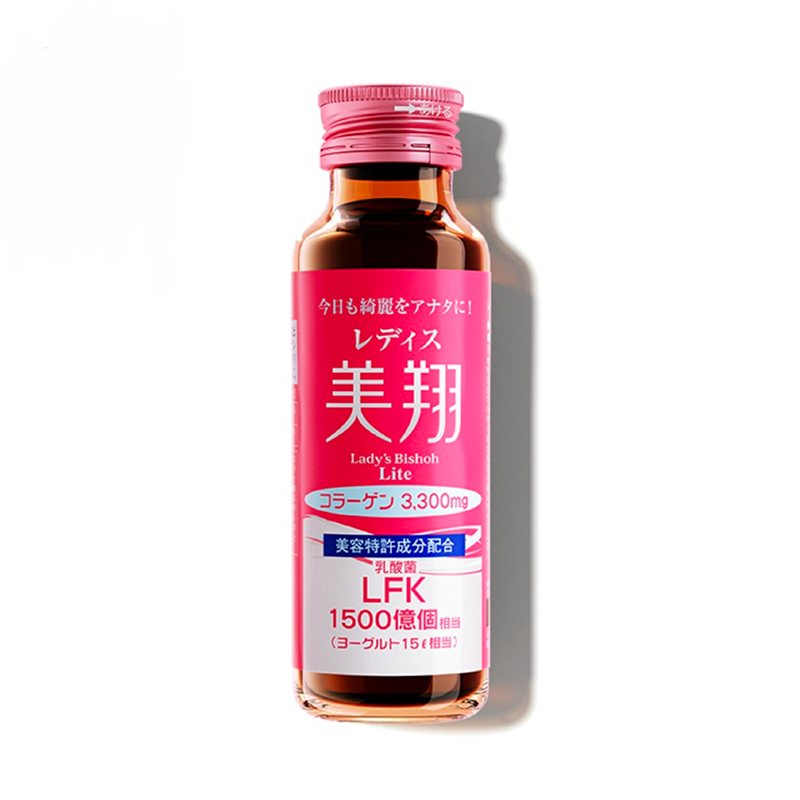 ➡あける
今日も綺麗をアナタに!
レディス
美翔
Lady's Bishoh
Lite
コラーゲン 3,300mg
美容特許成分配合
乳酸菌
LFK
1500億個相当
(ヨーグルト15ℓ相当)